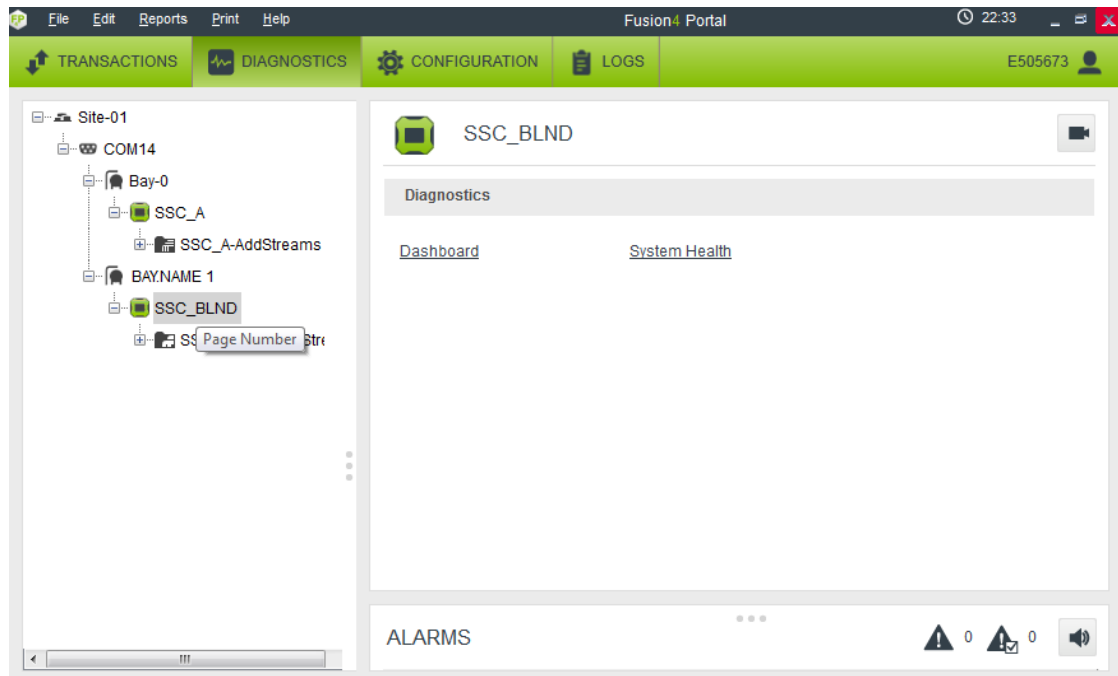 FP File Edit Reports Print Help Fusion4 Portal 22:33
TRANSACTIONS DIAGNOSTICS CONFIGURATION LOGS E505673
Site-01
COM14
Bay-0
SSC_A
SSC_A-AddStreams
BAY.NAME 1
SSC_BLND
Page Number
SSC_BLND
Diagnostics
Dashboard System Health
ALARMS 0 0